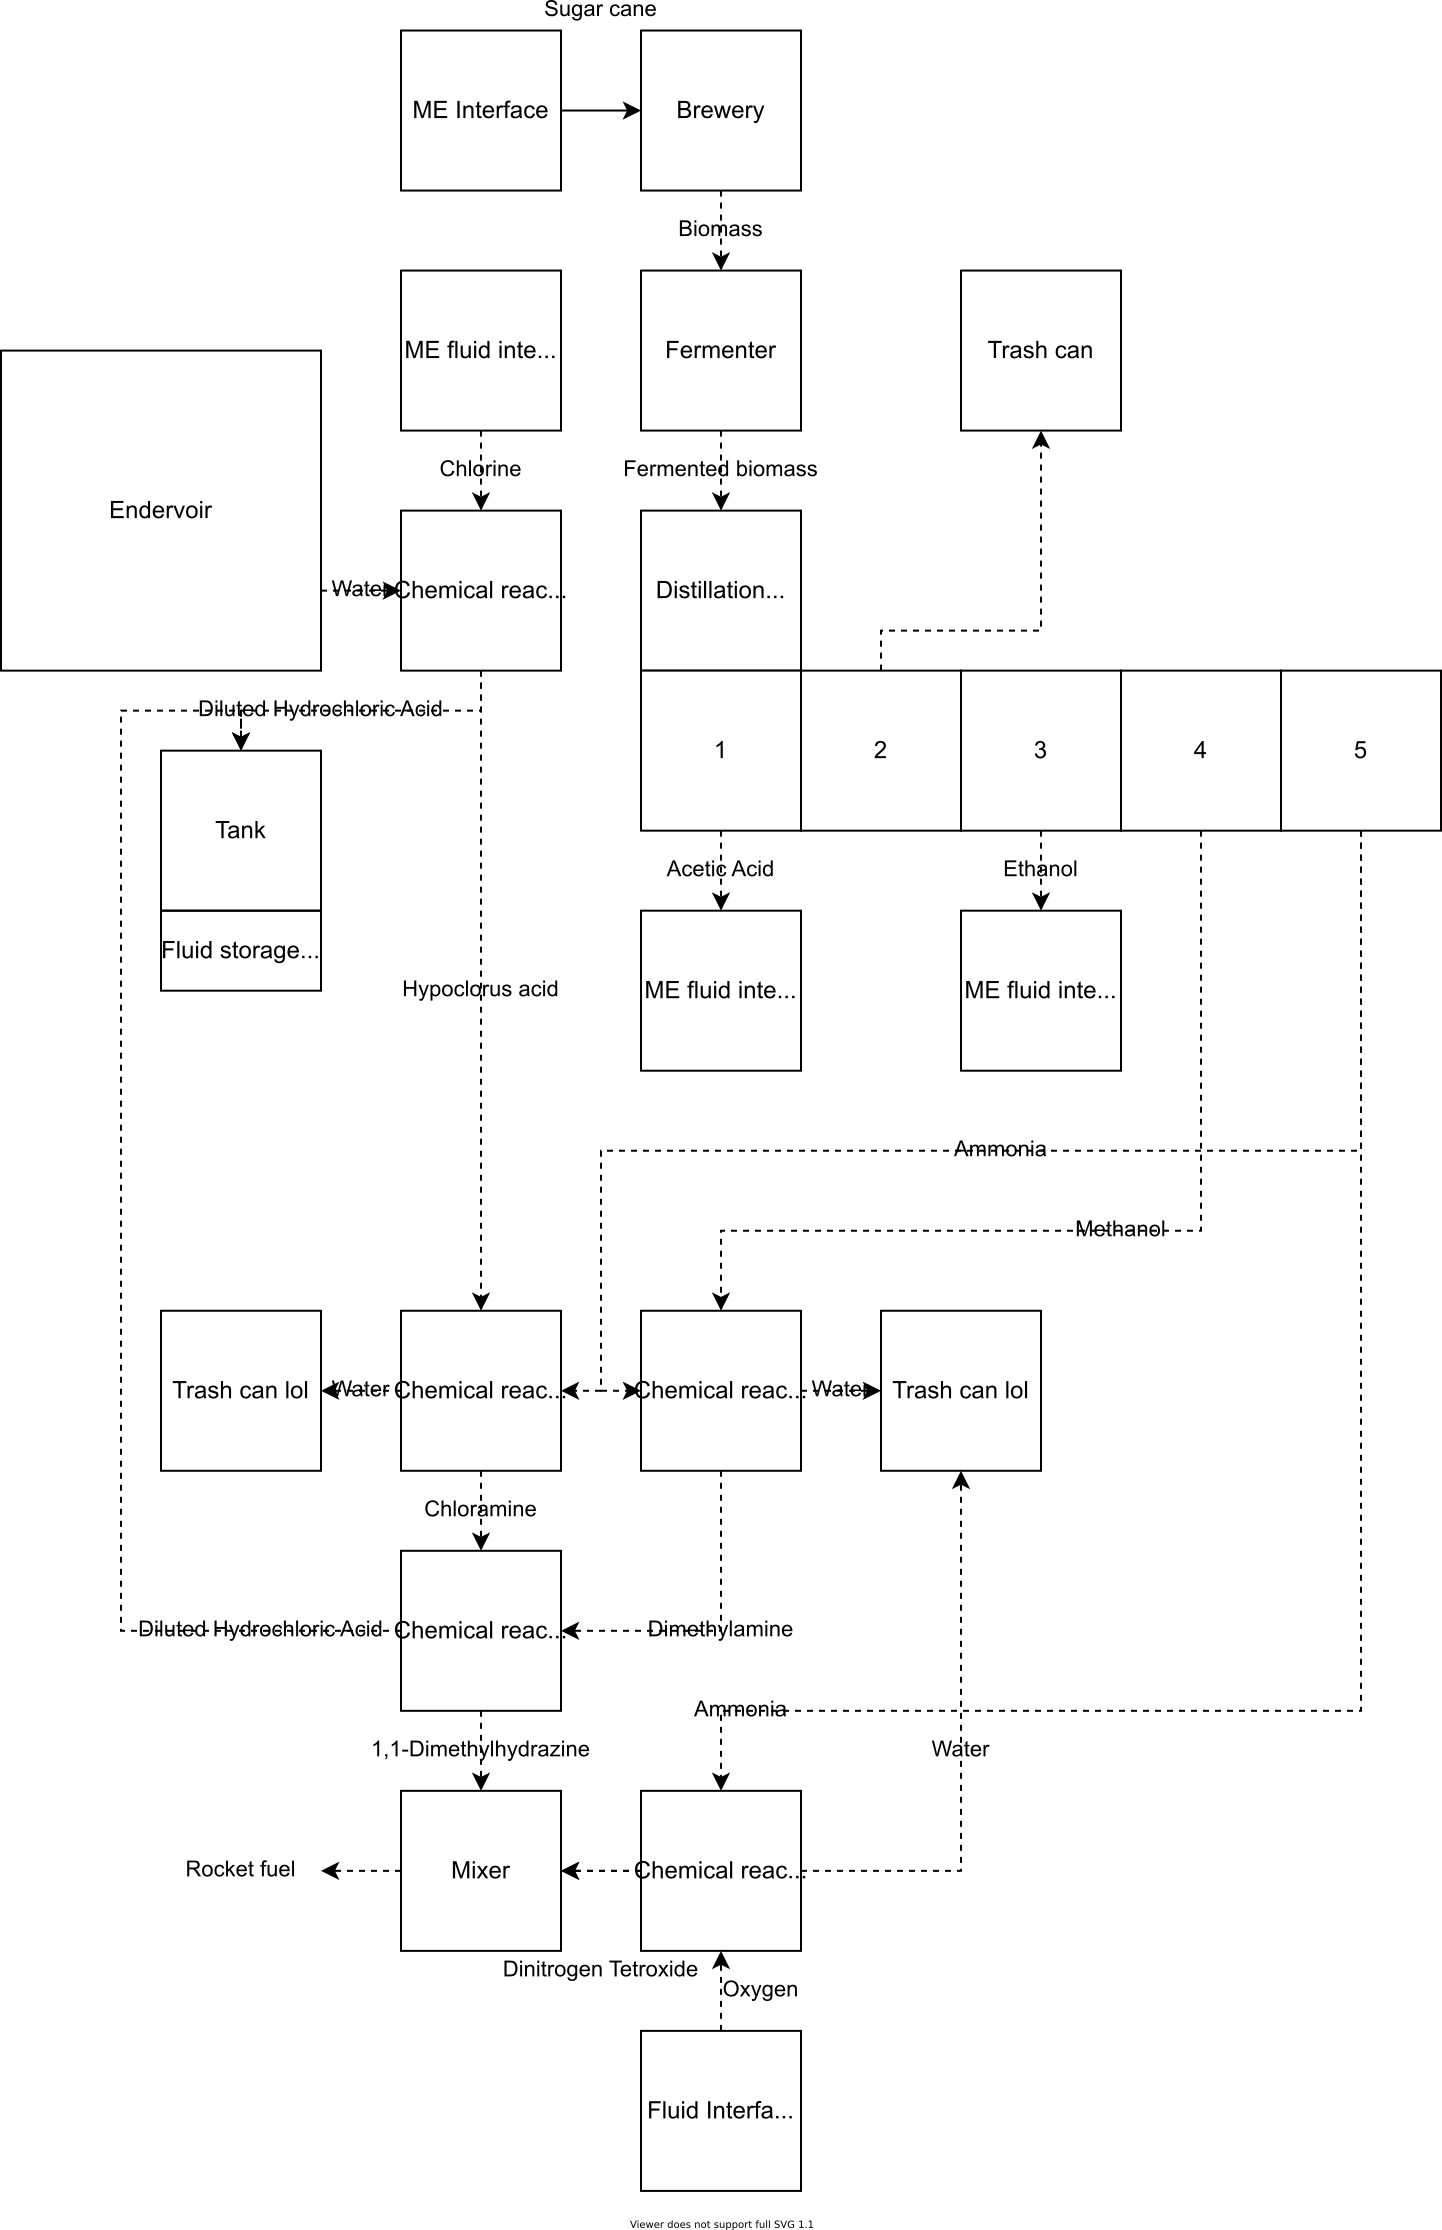 Sugar cane
ME Interface
Brewery
Biomass
ME fluid inte...
Fermenter
Trash can
Endervoir
Chlorine
Fermented biomass
Water
Chemical reac...
Distillation...
Diluted Hydrochloric Acid
1
2
3
4
5
Tank
Acetic Acid
Ethanol
Fluid storage...
Hypoclorus acid
ME fluid inte...
ME fluid inte...
Ammonia
Methanol
Trash can lol
Water
Chemical reac...
Chemical reac...
Water
Trash can lol
Chloramine
Diluted Hydrochloric Acid
Chemical reac...
Dimethylamine
Ammonia
1,1-Dimethylhydrazine
Water
Rocket fuel
Mixer
Chemical reac...
Dinitrogen Tetroxide
Oxygen
Fluid Interfa...
Viewer does not support full SVG 1.1